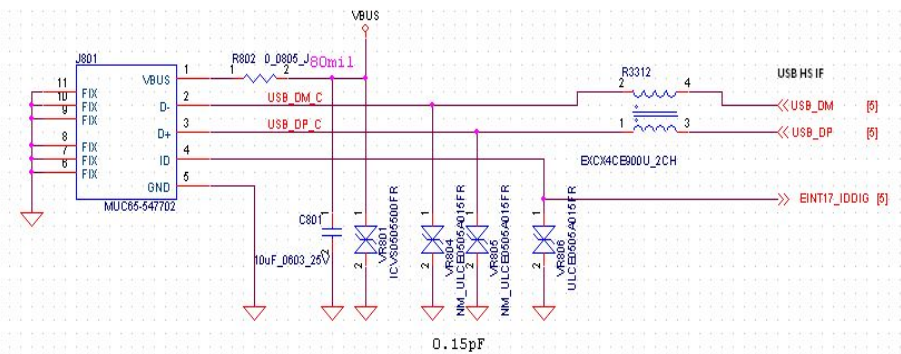 VBUS
J801
R802 0_0805_J
80mil
1 2
11 FIX
10
9 FIX
8 FIX
7
6 FIX
VBUS 1
D- 2
D+ 3
ID 4
GND 5
MUC65-547702
USB_DM_C
USB_DP_C
R3312
2 4
1 3
EXCX4CE900U_2CH
USB HS IF
USB_DM [5]
USB_DP [5]
EINT17_IDDIG [5]
C801
1
2
10uF_0603_25V
1
2
VR801
ICVS0505500FR
1
2
VR804
NM_ULCE0505A015FR
1
2
VR805
NM_ULCE0505A015FR
1
2
VR806
ULCE0505A015FR
0.15pF